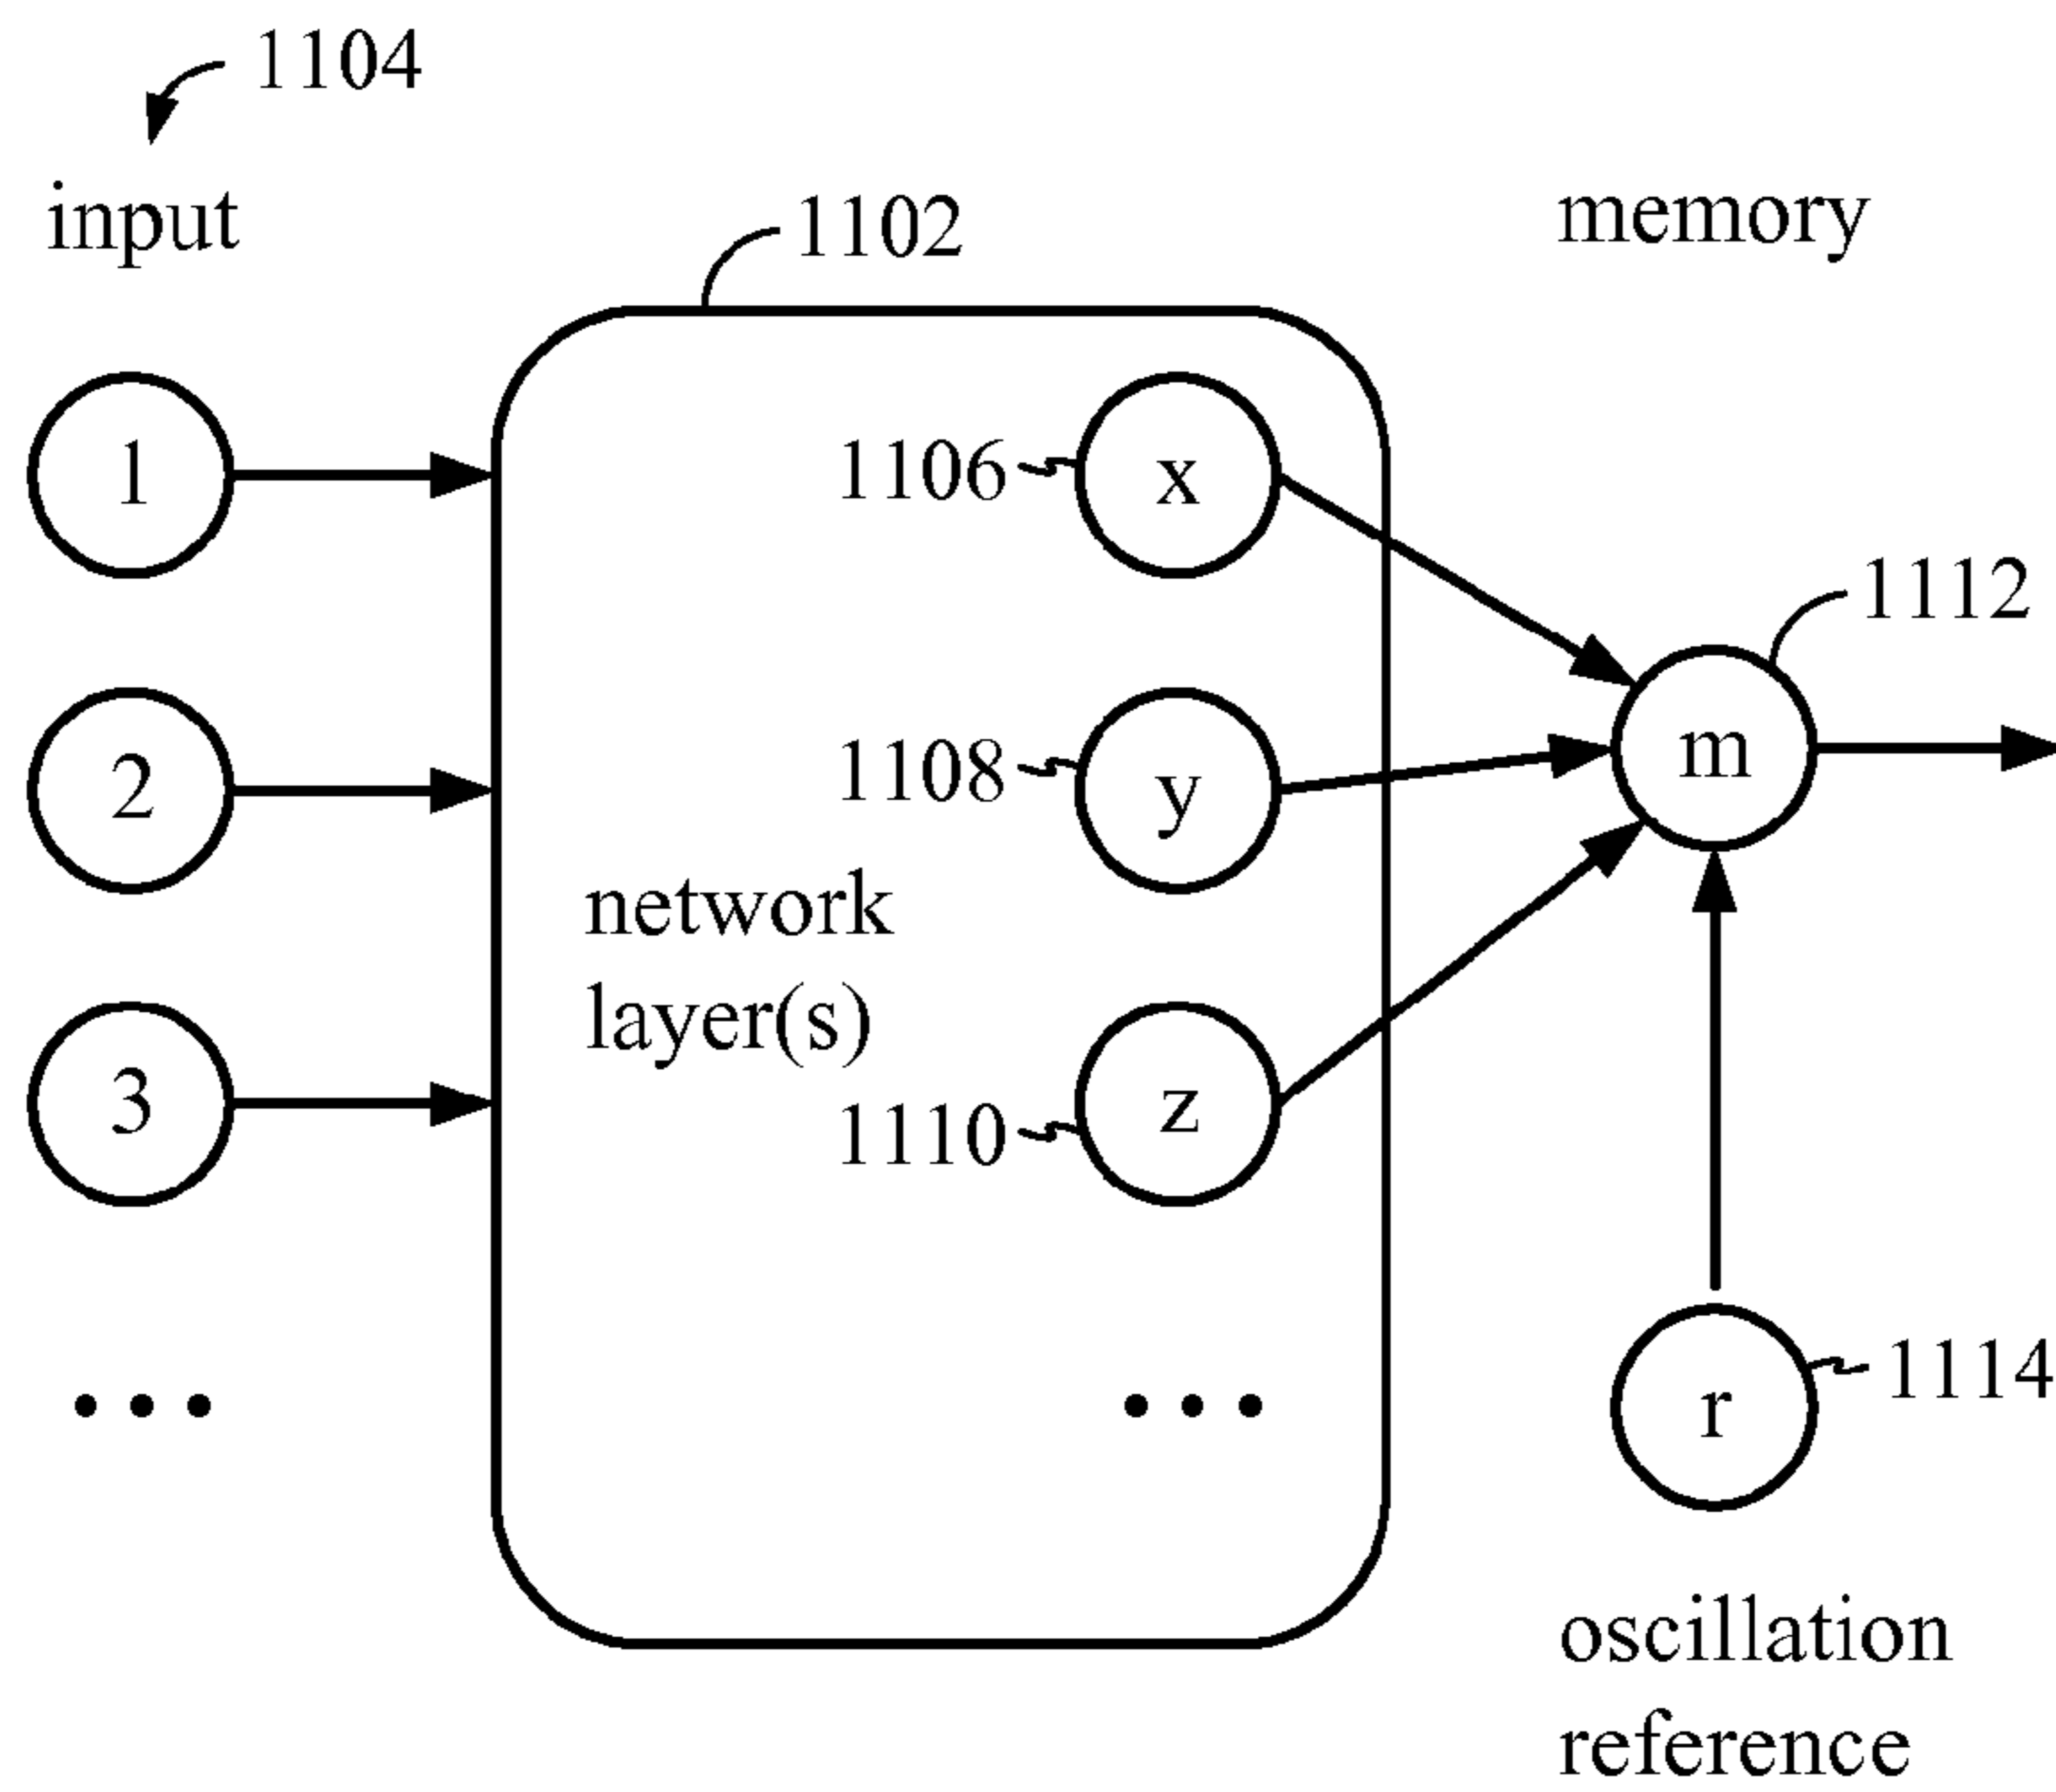 1104
input
1102
memory
1
1106
x
1112
2
1108
y
m
network
layer(s)
3
1110
z
• • •
• • •
r
1114
oscillation
reference